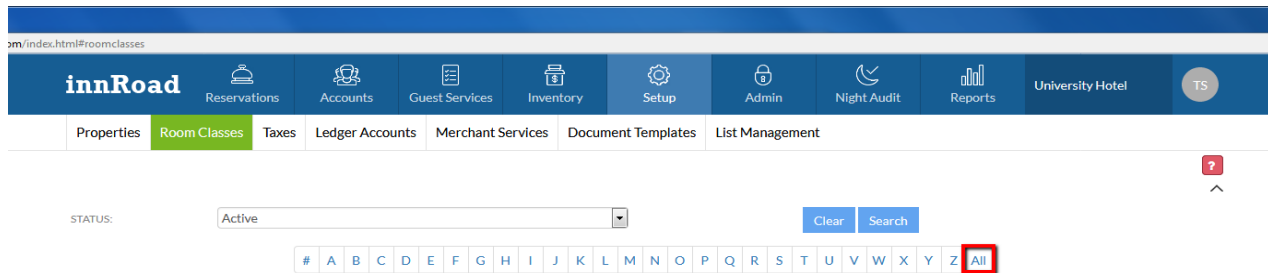 om/index.html#roomclasses
innRoad Reservations Accounts Guest Services Inventory Setup Admin Night Audit Reports University Hotel TS
Properties Room Classes Taxes Ledger Accounts Merchant Services Document Templates List Management
?
STATUS: Active Clear Search
# A B C D E F G H I J K L M N O P Q R S T U V W X Y Z All